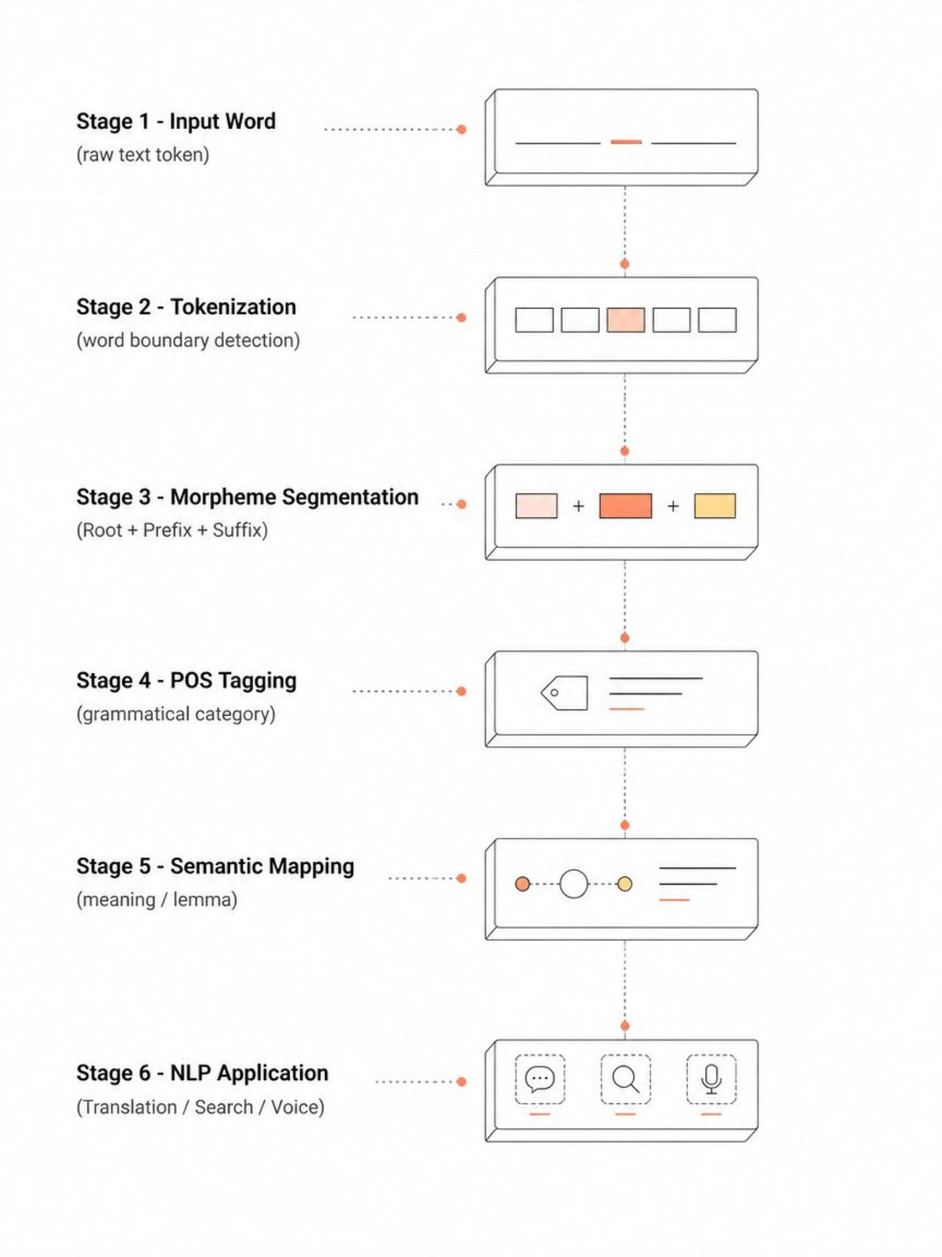 Stage 1 - Input Word
(raw text token)
Stage 2 - Tokenization
(word boundary detection)
Stage 3 - Morpheme Segmentation
(Root + Prefix + Suffix)
Stage 4 - POS Tagging
(grammatical category)
Stage 5 - Semantic Mapping
(meaning / lemma)
Stage 6 - NLP Application
(Translation / Search / Voice)